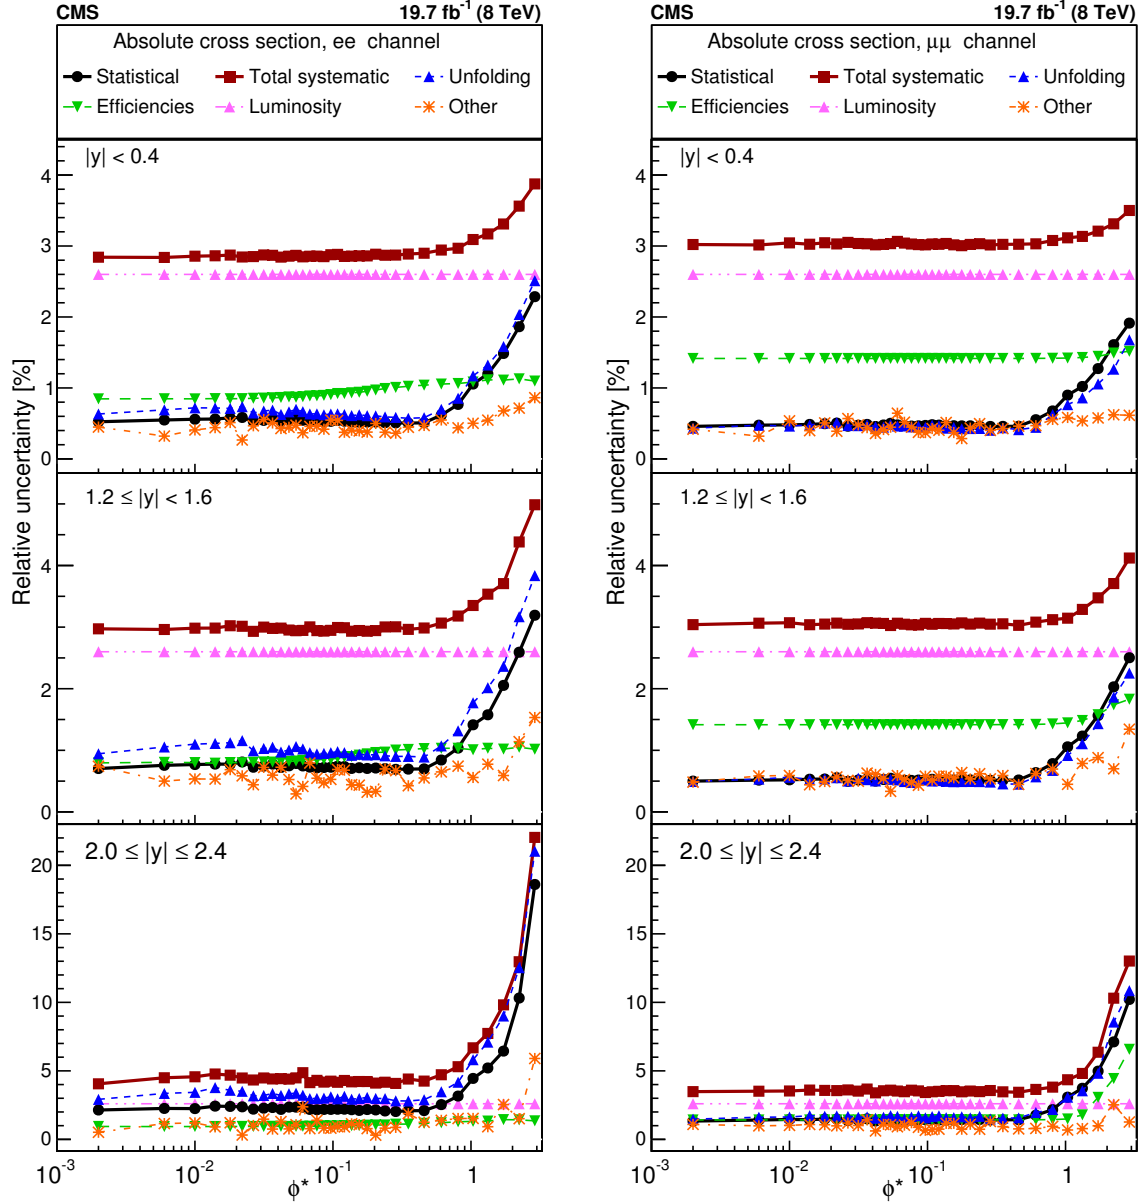 CMS 19.7 fb⁻¹ (8 TeV)
Absolute cross section, ee channel
Statistical Total systematic Unfolding
Efficiencies Luminosity Other
|y| < 0.4
4
3
2
1
0
1.2 ≤ |y| < 1.6
4
2
0
2.0 ≤ |y| ≤ 2.4
20
15
10
5
0
Relative uncertainty [%]
10⁻³ 10⁻² 10⁻¹ 1
ϕ*
CMS 19.7 fb⁻¹ (8 TeV)
Absolute cross section, μμ channel
Statistical Total systematic Unfolding
Efficiencies Luminosity Other
|y| < 0.4
4
3
2
1
0
1.2 ≤ |y| < 1.6
4
2
0
2.0 ≤ |y| ≤ 2.4
20
15
10
5
0
Relative uncertainty [%]
10⁻³ 10⁻² 10⁻¹ 1
ϕ*